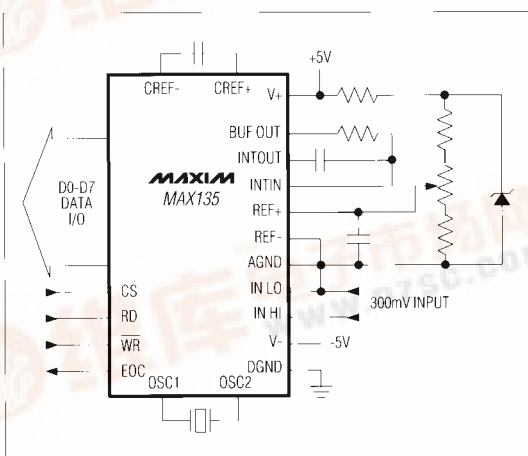 +5V
CREF-
CREF+
V+
BUF OUT
INTOUT
INTIN
REF+
REF-
AGND
IN LO
IN HI
V-
DGND
MAXIM
MAX135
D0-D7
DATA
I/O
CS
RD
WR
EOC
OSC1
OSC2
300mV INPUT
-5V